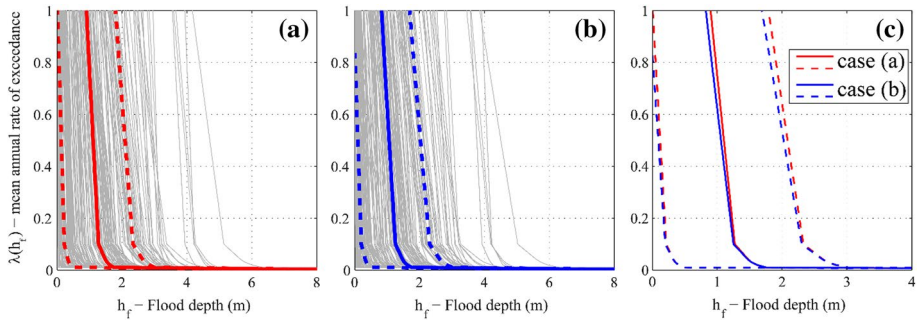 (a)
(b)
(c)
1
0.8
0.6
0.4
0.2
0
0 2 4 6 8
1
0.8
0.6
0.4
0.2
0
0 2 4 6 8
1
0.8
0.6
0.4
0.2
0
0 1 2 3 4
case (a)
case (b)
λ(h_f) − mean annual rate of exceedance
h_f − Flood depth (m)
h_f − Flood depth (m)
h_f − Flood depth (m)